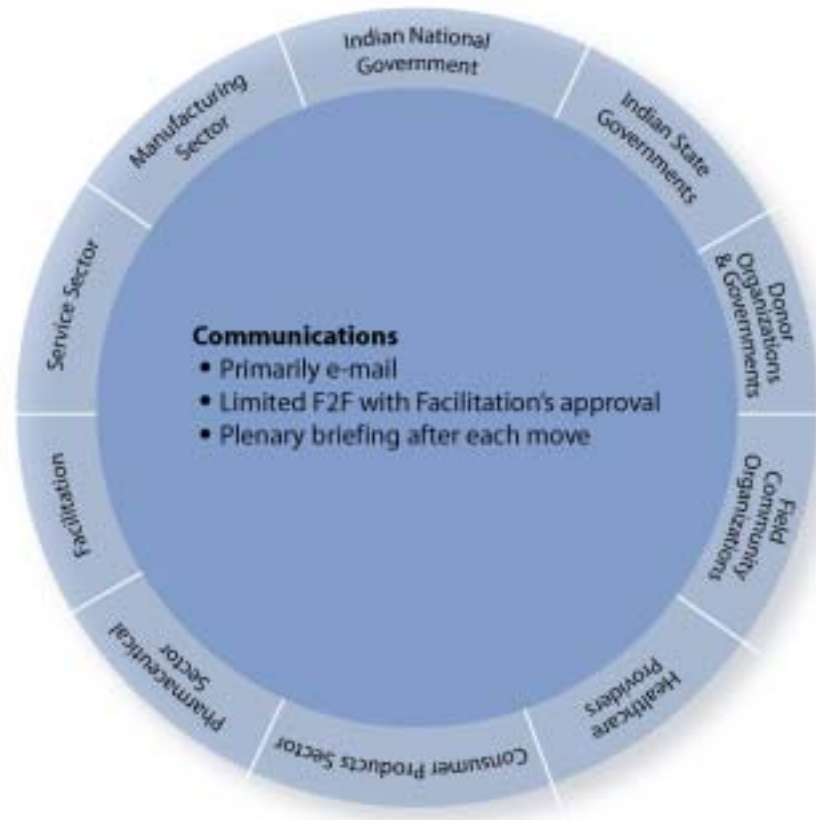 Indian National
Government
Indian State
Governments
Donor
Organizations
& Governments
Field
Community
Organizations
Healthcare
Providers
Consumer Products Sector
Pharmaceutical
Sector
Facilitation
Service Sector
Manufacturing
Sector
Communications
• Primarily e-mail
• Limited F2F with Facilitation's approval
• Plenary briefing after each move